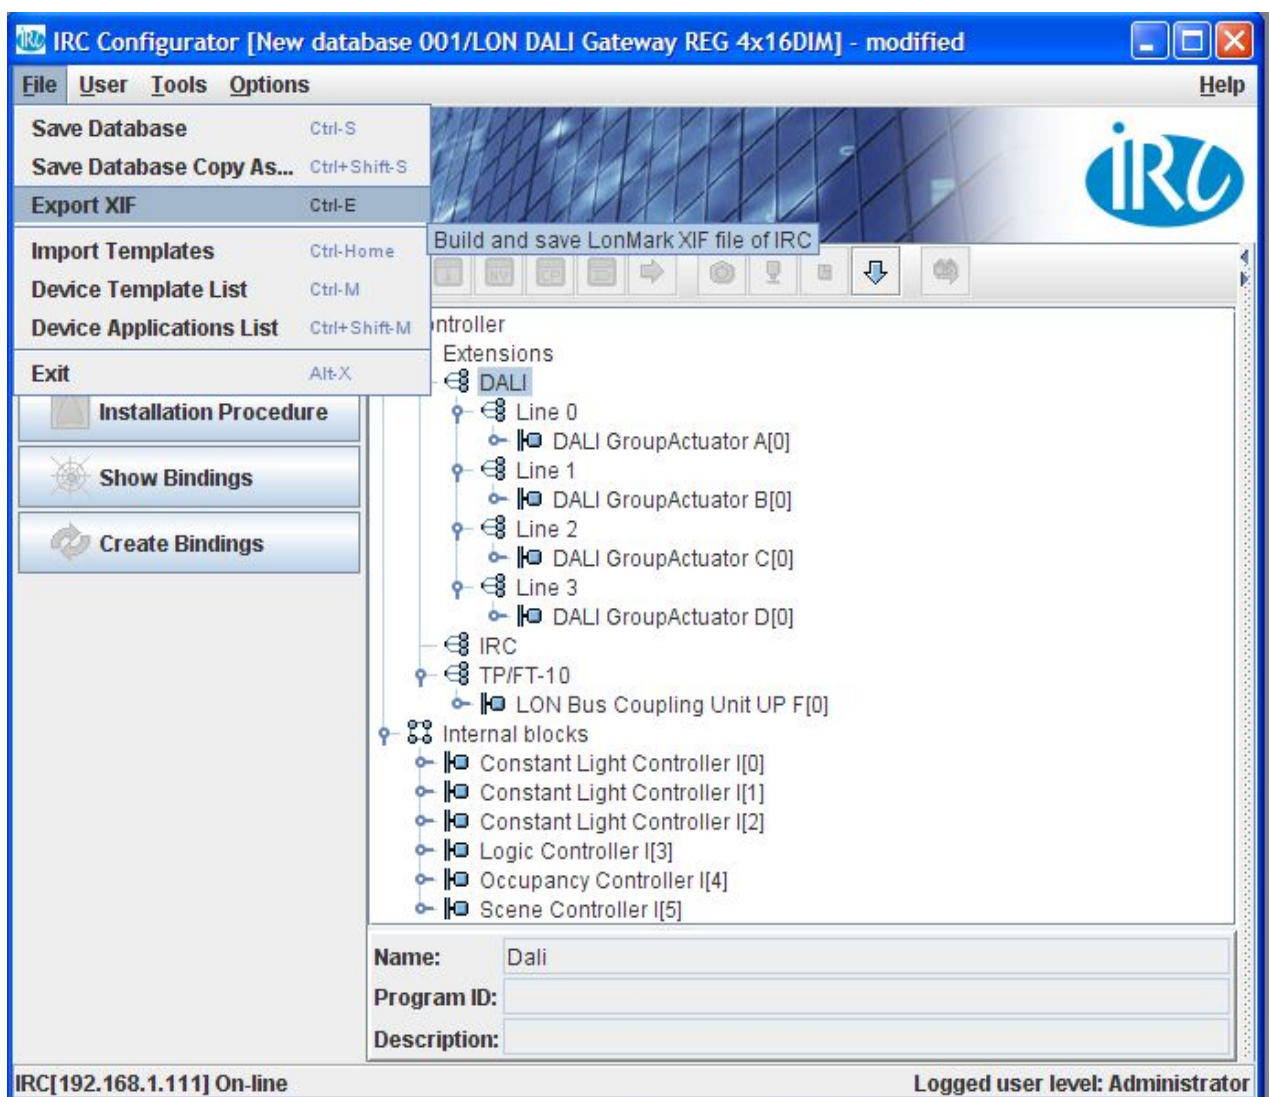 IRC Configurator [New database 001/LON DALI Gateway REG 4x16DIM] - modified
File User Tools Options Help
Save Database Ctrl-S
Save Database Copy As... Ctrl+Shift-S
Export XIF Ctrl-E
Build and save LonMark XIF file of IRC
Import Templates Ctrl-Home
Device Template List Ctrl-M
Device Applications List Ctrl+Shift-M
Exit Alt-X
IRC
Installation Procedure
Show Bindings
Create Bindings
NV CP
ntroller
Extensions
DALI
Line 0
DALI GroupActuator A[0]
Line 1
DALI GroupActuator B[0]
Line 2
DALI GroupActuator C[0]
Line 3
DALI GroupActuator D[0]
IRC
TP/FT-10
LON Bus Coupling Unit UP F[0]
Internal blocks
Constant Light Controller I[0]
Constant Light Controller I[1]
Constant Light Controller I[2]
Logic Controller I[3]
Occupancy Controller I[4]
Scene Controller I[5]
Name: Dali
Program ID:
Description:
IRC[192.168.1.111] On-line Logged user level: Administrator